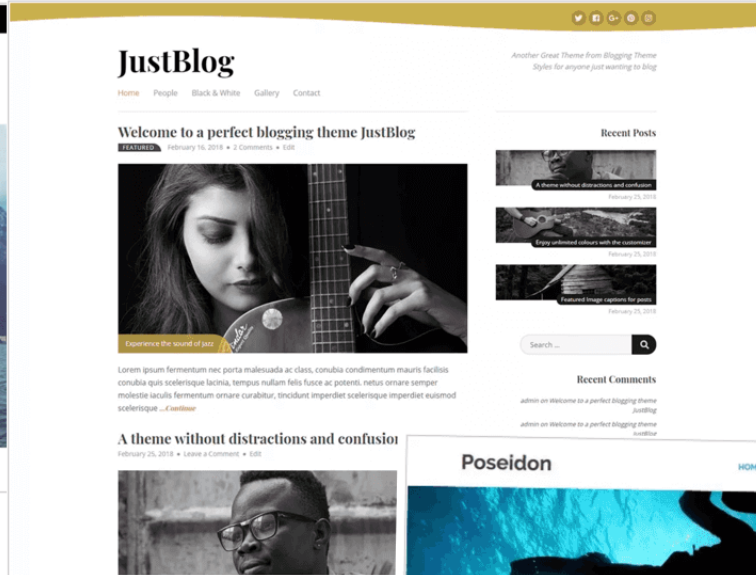 JustBlog
Another Great Theme from Blogging Theme
Styles for anyone just wanting to blog
Home People Black & White Gallery Contact
Welcome to a perfect blogging theme JustBlog
FEATURED February 16, 2018 • 2 Comments • Edit
Experience the sound of jazz
Lorem ipsum fermentum nec porta malesuada ac class, conubia condimentum mauris facilisis
conubia quis scelerisque lacinia, tempus nullam felis fusce ac potenti. netus ornare semper
molestie iaculis fermentum ornare curabitur, tincidunt imperdiet scelerisque imperdiet euismod
scelerisque ...Continue
A theme without distractions and confusion
February 25, 2018 • Leave a Comment • Edit
Recent Posts
A theme without distractions and confusion
February 25, 2018
Enjoy unlimited colours with the customizer
February 25, 2018
Featured Image captions for posts
February 25, 2018
Search ...
Recent Comments
admin on Welcome to a perfect blogging theme
JustBlog
admin on Welcome to a perfect blogging theme
JustBlog
Poseidon
HOM